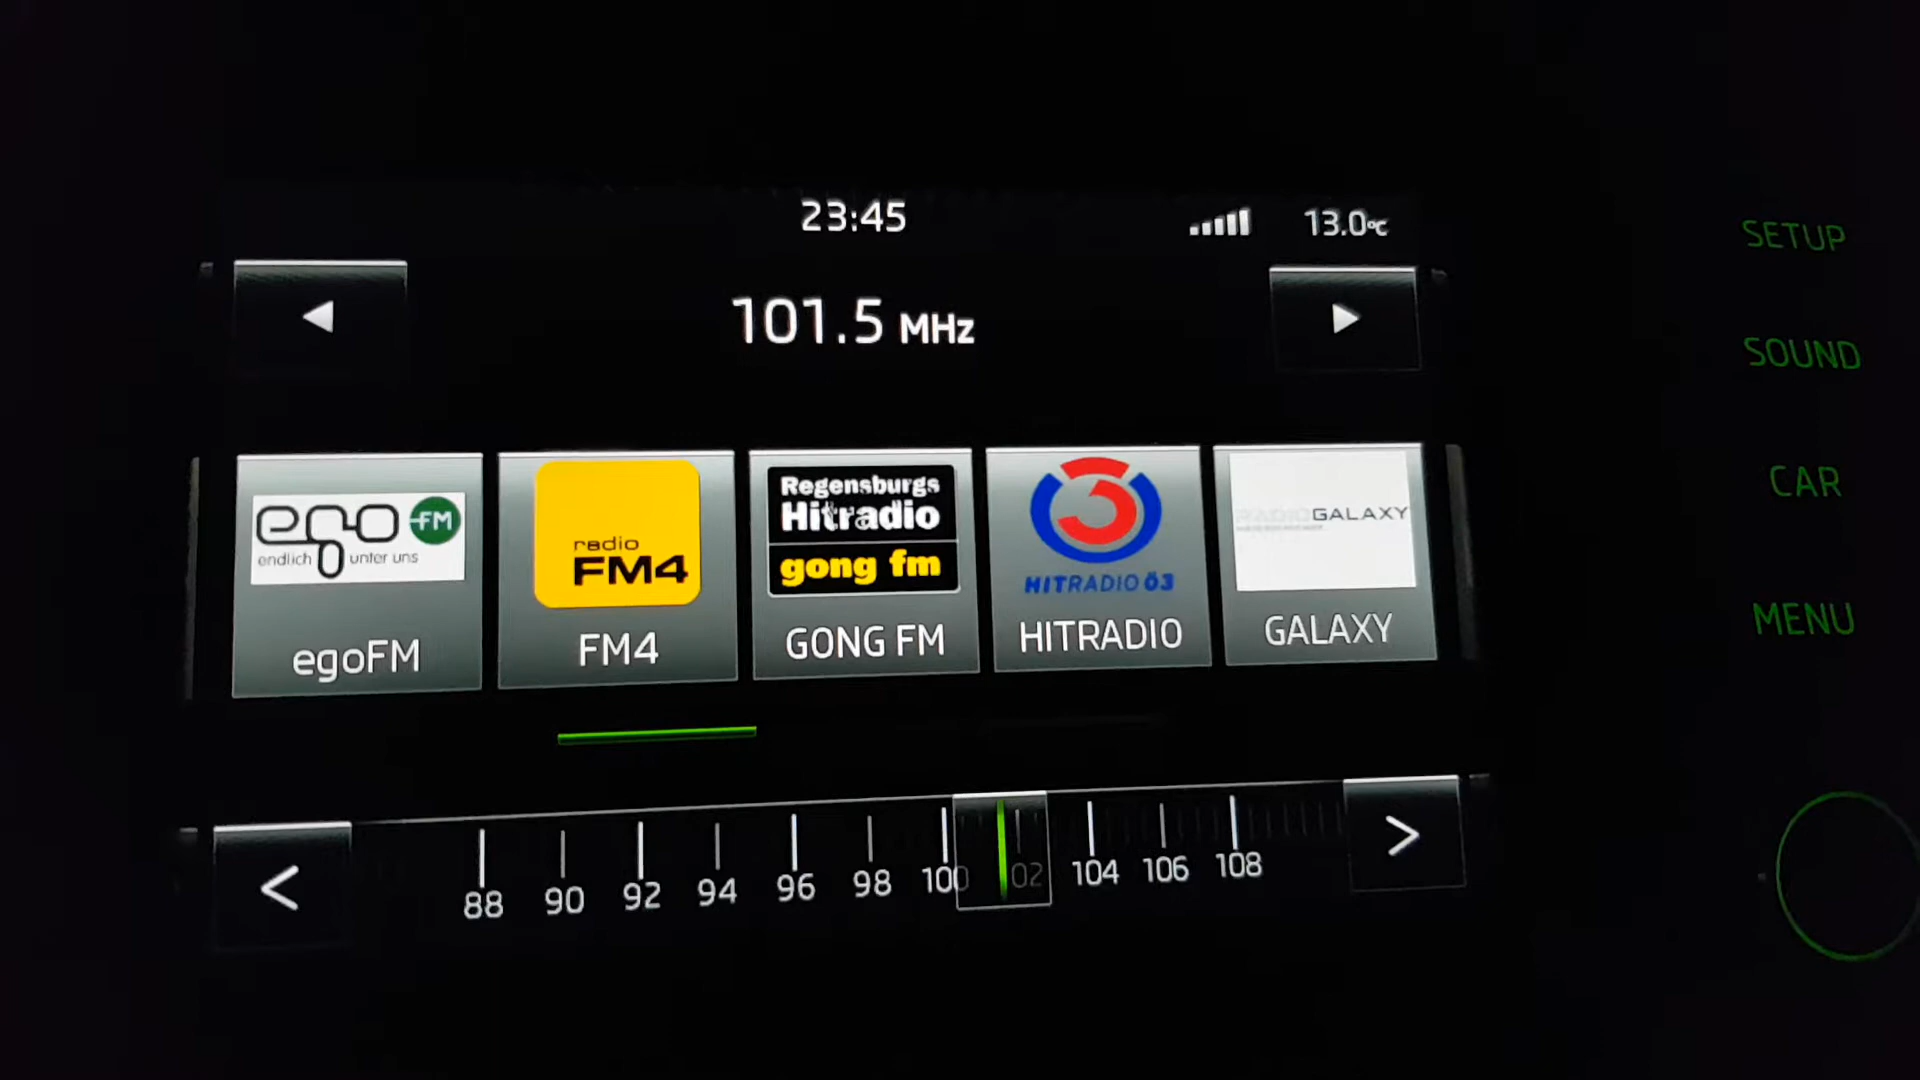 23:45
13.0°C
SETUP
101.5 MHz
SOUND
ego FM
endlich unter uns
egoFM
radio
FM4
FM4
Regensburgs
Hitradio
gong fm
GONG FM
3
HITRADIO Ö3
HITRADIO
RADIO GALAXY
GALAXY
CAR
MENU
< 88 90 92 94 96 98 100 02 104 106 108 >